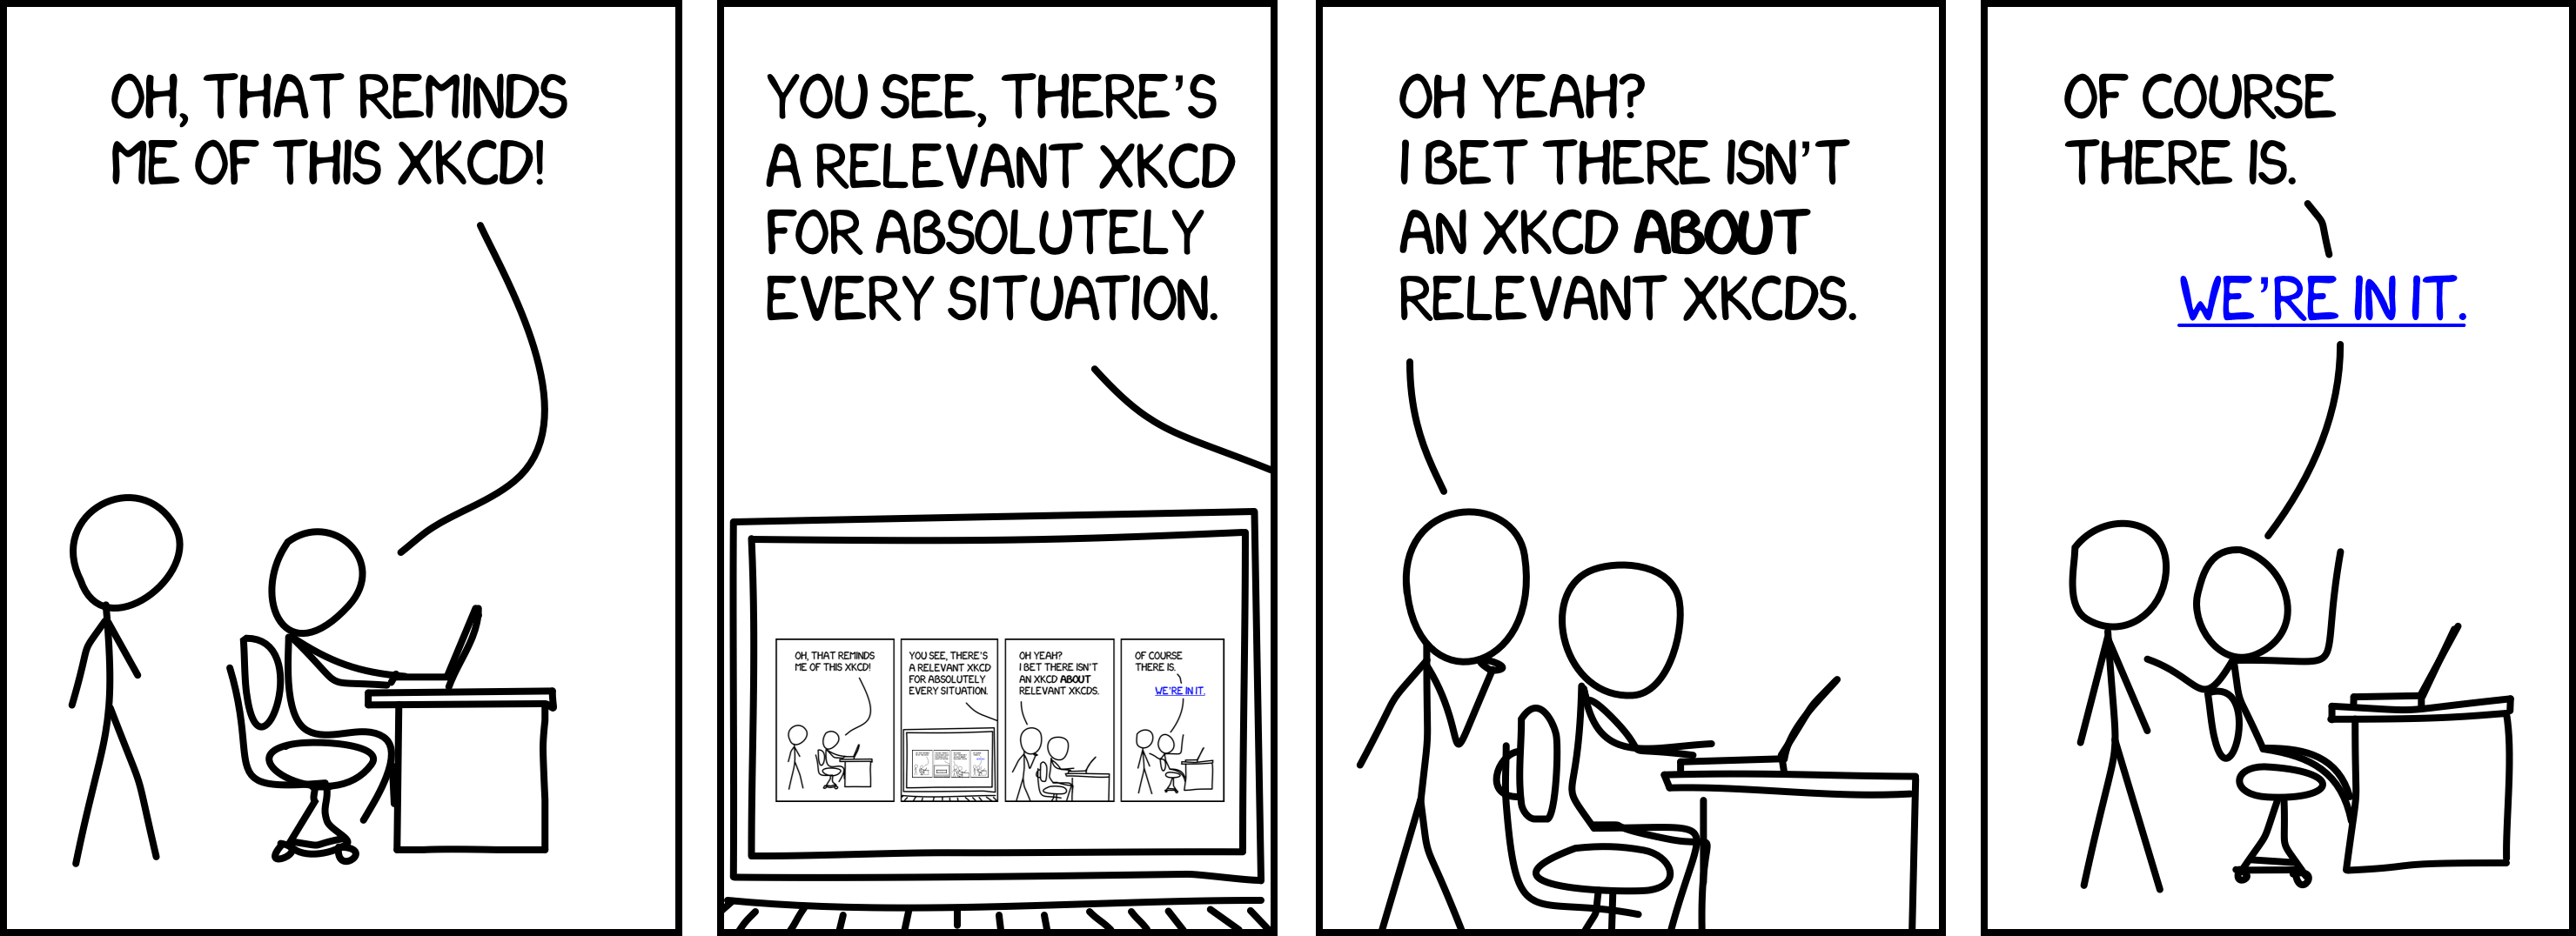 OH, THAT REMINDS
ME OF THIS XKCD!
YOU SEE, THERE'S
A RELEVANT XKCD
FOR ABSOLUTELY
EVERY SITUATION.
OH, THAT REMINDS
ME OF THIS XKCD!
YOU SEE, THERE'S
A RELEVANT XKCD
FOR ABSOLUTELY
EVERY SITUATION.
OH YEAH?
I BET THERE ISN'T
AN XKCD ABOUT
RELEVANT XKCDS.
OF COURSE
THERE IS.
WE'RE IN IT.
OH YEAH?
I BET THERE ISN'T
AN XKCD ABOUT
RELEVANT XKCDS.
OF COURSE
THERE IS.
WE'RE IN IT.